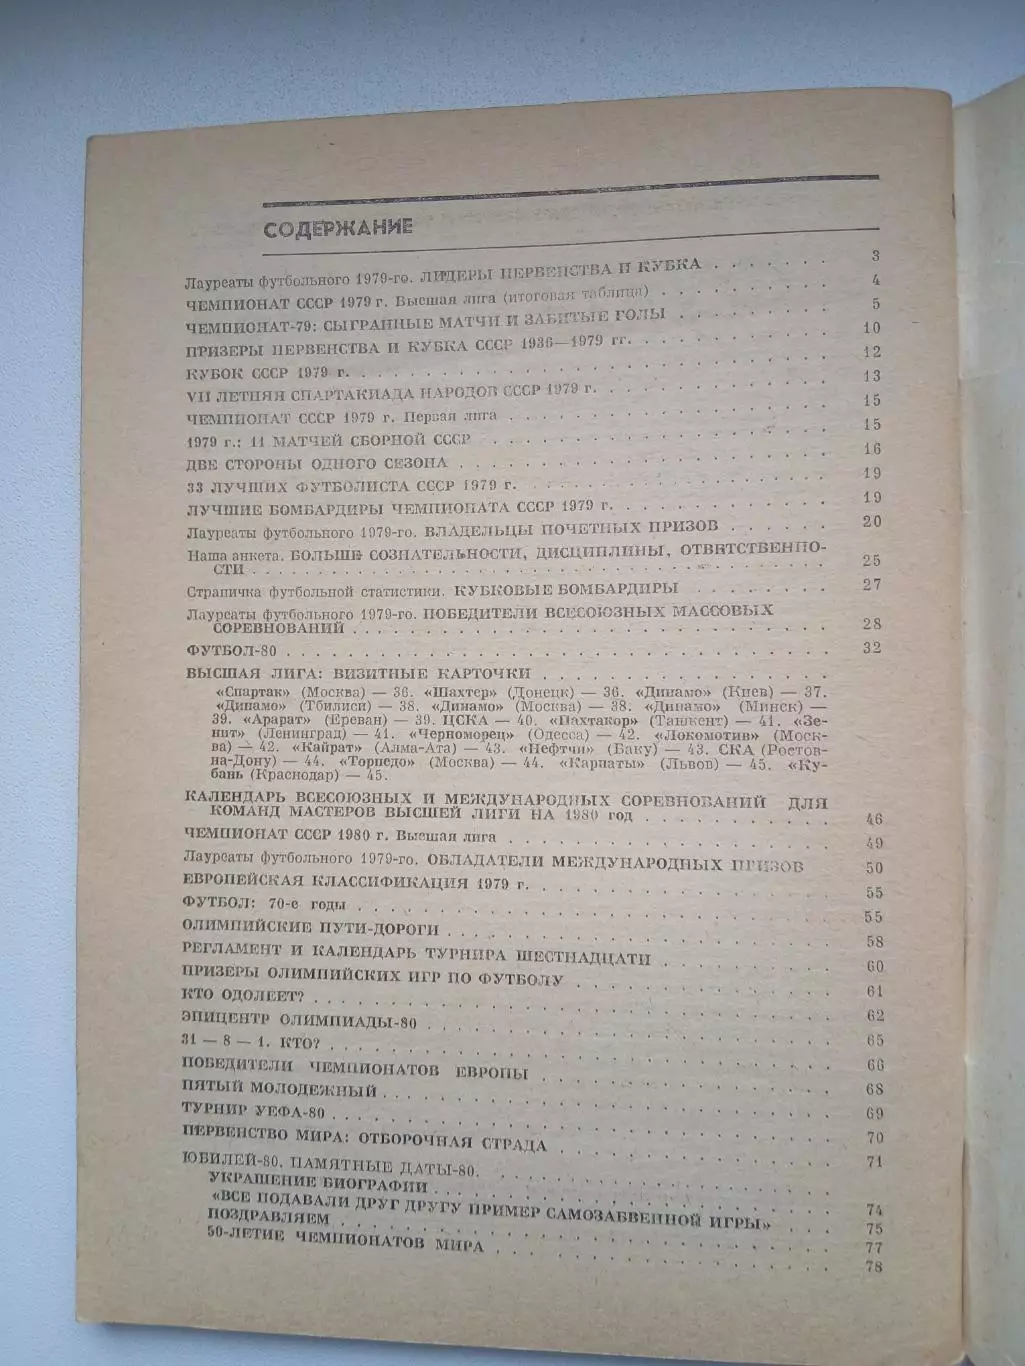 СОДЕРЖАНИЕ
Лауреаты футбольного 1979-го. ЛИДЕРЫ ПЕРВЕНСТВА И КУБКА . . . . . . . 3
ЧЕМПИОНАТ СССР 1979 г. Высшая лига (итоговая таблица) . . . . . . . . 4
ЧЕМПИОНАТ-79: СЫГРАННЫЕ МАТЧИ И ЗАБИТЫЕ ГОЛЫ . . . . . . . . 5
ПРИЗЕРЫ ПЕРВЕНСТВА И КУБКА СССР 1936—1979 гг. . . . . . . . . 10
КУБОК СССР 1979 г. . . . . . . . . 12
VII ЛЕТНЯЯ СПАРТАКИАДА НАРОДОВ СССР 1979 г. . . . . . . . . 13
ЧЕМПИОНАТ СССР 1979 г. Первая лига . . . . . . . . 15
1979 г.: 11 МАТЧЕЙ СБОРНОЙ СССР . . . . . . . . 15
ДВЕ СТОРОНЫ ОДНОГО СЕЗОНА . . . . . . . . 16
33 ЛУЧШИХ ФУТБОЛИСТА СССР 1979 г. . . . . . . . . 19
ЛУЧШИЕ БОМБАРДИРЫ ЧЕМПИОНАТА СССР 1979 г. . . . . . . . . 19
Лауреаты футбольного 1979-го. ВЛАДЕЛЬЦЫ ПОЧЕТНЫХ ПРИЗОВ . . . . . . 20
Наша анкета. БОЛЬШЕ СОЗНАТЕЛЬНОСТИ, ДИСЦИПЛИНЫ, ОТВЕТСТВЕННО-
СТИ . . . . . . . . 25
Страничка футбольной статистики. КУБКОВЫЕ БОМБАРДИРЫ . . . . . . . . 27
Лауреаты футбольного 1979-го. ПОБЕДИТЕЛИ ВСЕСОЮЗНЫХ МАССОВЫХ
СОРЕВНОВАНИЙ . . . . . . . . 28
ФУТБОЛ-80 . . . . . . . . 32
ВЫСШАЯ ЛИГА: ВИЗИТНЫЕ КАРТОЧКИ . . . . . . . .
«Спартак» (Москва) — 36. «Шахтер» (Донецк) — 36. «Динамо» (Киев) — 37.
«Динамо» (Тбилиси) — 38. «Динамо» (Москва) — 38. «Динамо» (Минск) —
39. «Арарат» (Ереван) — 39. ЦСКА — 40. «Пахтакор» (Ташкент) — 41. «Зе-
нит» (Ленинград) — 41. «Черноморец» (Одесса) — 42. «Локомотив» (Моск-
ва) — 42. «Кайрат» (Алма-Ата) — 43. «Нефтчи» (Баку) — 43. СКА (Ростов-
на-Дону) — 44. «Торпедо» (Москва) — 44. «Карпаты» (Львов) — 45. «Ку-
бань (Краснодар) — 45.
КАЛЕНДАРЬ ВСЕСОЮЗНЫХ И МЕЖДУНАРОДНЫХ СОРЕВНОВАНИЙ ДЛЯ
КОМАНД МАСТЕРОВ ВЫСШЕЙ ЛИГИ НА 1980 год . . . . . . . . 46
ЧЕМПИОНАТ СССР 1980 г. Высшая лига . . . . . . . . 49
Лауреаты футбольного 1979-го. ОБЛАДАТЕЛИ МЕЖДУНАРОДНЫХ ПРИЗОВ 50
ЕВРОПЕЙСКАЯ КЛАССИФИКАЦИЯ 1979 г. . . . . . . . . 55
ФУТБОЛ: 70-е годы . . . . . . . . 55
ОЛИМПИЙСКИЕ ПУТИ-ДОРОГИ . . . . . . . . 58
РЕГЛАМЕНТ И КАЛЕНДАРЬ ТУРНИРА ШЕСТНАДЦАТИ . . . . . . . . 60
ПРИЗЕРЫ ОЛИМПИЙСКИХ ИГР ПО ФУТБОЛУ . . . . . . . . 61
КТО ОДОЛЕЕТ? . . . . . . . . 62
ЭПИЦЕНТР ОЛИМПИАДЫ-80 . . . . . . . . 65
31 — 8 — 1. КТО? . . . . . . . . 66
ПОБЕДИТЕЛИ ЧЕМПИОНАТОВ ЕВРОПЫ . . . . . . . . 68
ПЯТЫЙ МОЛОДЕЖНЫЙ . . . . . . . . 69
ТУРНИР УЕФА-80 . . . . . . . . 70
ПЕРВЕНСТВО МИРА: ОТБОРОЧНАЯ СТРАДА . . . . . . . . 71
ЮБИЛЕЙ-80. ПАМЯТНЫЕ ДАТЫ-80. . . . . . . . .
УКРАШЕНИЕ БИОГРАФИИ . . . . . . . . 74
«ВСЕ ПОДАВАЛИ ДРУГ ДРУГУ ПРИМЕР САМОЗАБВЕННОЙ ИГРЫ» . . . 75
ПОЗДРАВЛЯЕМ . . . . . . . . 77
50-ЛЕТИЕ ЧЕМПИОНАТОВ МИРА . . . . . . . . 78